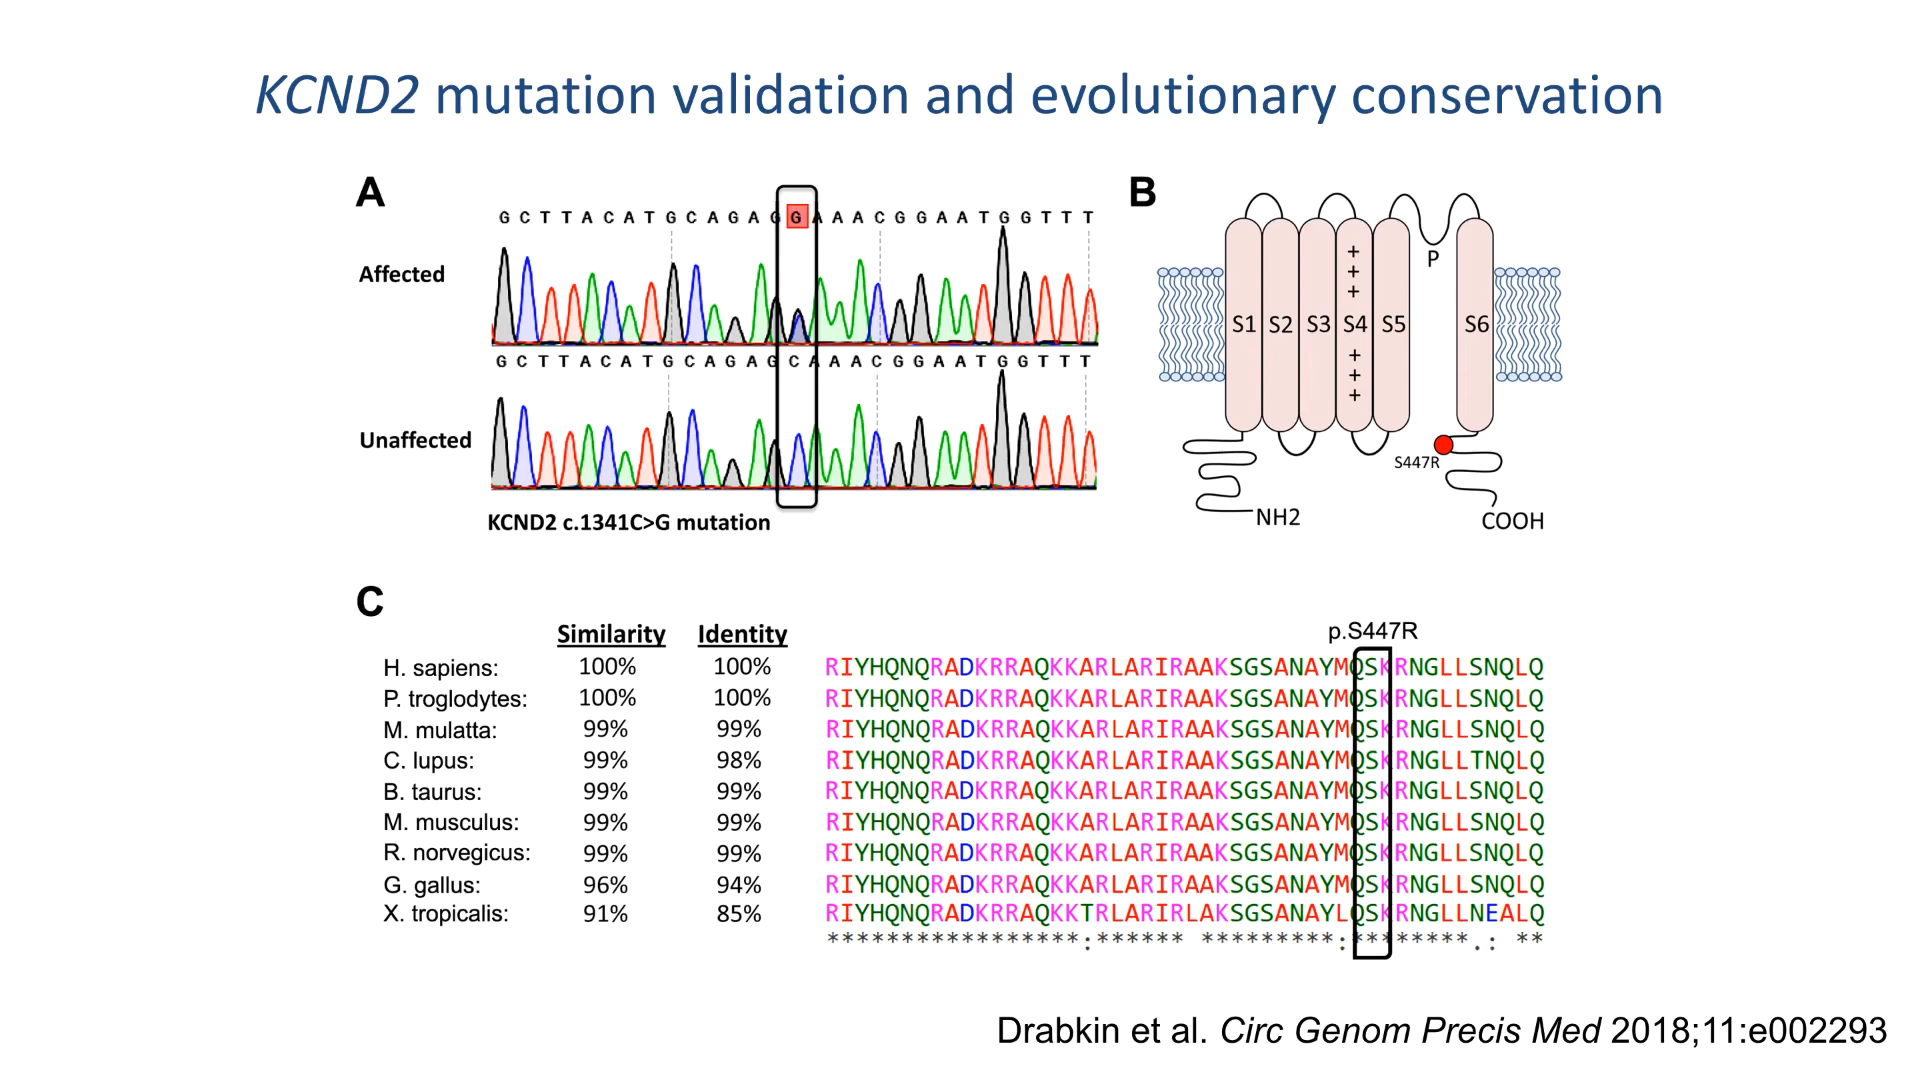 KCND2 mutation validation and evolutionary conservation
A
G C T T A C A T G C A G A G G A A A C G G A A T G G T T T
Affected
G C T T A C A T G C A G A G C A A A C G G A A T G G T T T
Unaffected
KCND2 c.1341C>G mutation
B
+
+
+
P
S1 S2 S3 S4 S5 S6
+
+
+
S447R
NH2
COOH
C
Similarity Identity p.S447R
H. sapiens: 100% 100% RIYHQNQRADKRRAQKKARLARIRAAKSGSANAYMQSKRNGLLSNQLQ
P. troglodytes: 100% 100% RIYHQNQRADKRRAQKKARLARIRAAKSGSANAYMQSKRNGLLSNQLQ
M. mulatta: 99% 99% RIYHQNQRADKRRAQKKARLARIRAAKSGSANAYMQSKRNGLLSNQLQ
C. lupus: 99% 98% RIYHQNQRADKRRAQKKARLARIRAAKSGSANAYMQSKRNGLLTNQLQ
B. taurus: 99% 99% RIYHQNQRADKRRAQKKARLARIRAAKSGSANAYMQSKRNGLLSNQLQ
M. musculus: 99% 99% RIYHQNQRADKRRAQKKARLARIRAAKSGSANAYMQSKRNGLLSNQLQ
R. norvegicus: 99% 99% RIYHQNQRADKRRAQKKARLARIRAAKSGSANAYMQSKRNGLLSNQLQ
G. gallus: 96% 94% RIYHQNQRADKRRAQKKARLARIRAAKSGSANAYMQSKRNGLLSNQLQ
X. tropicalis: 91% 85% RIYHQNQRADKRRAQKKTRLARIRLAKSGSANAYLQSKRNGLLNEALQ
*****************:****** *********:*********.: **
Drabkin et al. Circ Genom Precis Med 2018;11:e002293